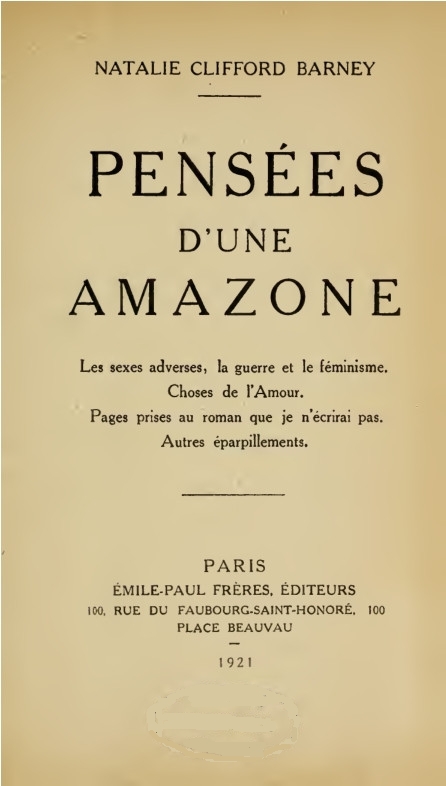 NATALIE CLIFFORD BARNEY
PENSÉES
D'UNE
AMAZONE
Les sexes adverses, la guerre et le féminisme.
Choses de l'Amour.
Pages prises au roman que je n'écrirai pas.
Autres éparpillements.
PARIS
ÉMILE-PAUL FRÈRES, ÉDITEURS
100, RUE DU FAUBOURG-SAINT-HONORÉ, 100
PLACE BEAUVAU
1921